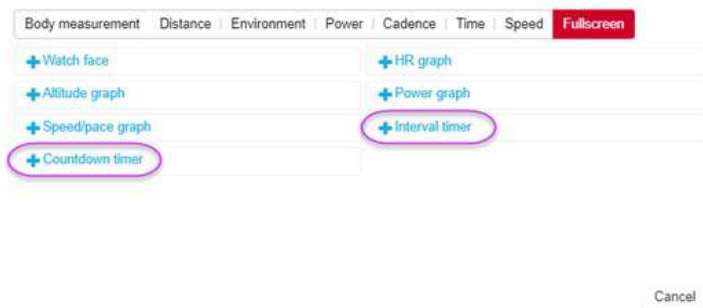 Body measurement Distance Environment Power Cadence Time Speed Fullscreen
Watch face HR graph
Altitude graph Power graph
Speed/pace graph Interval timer
Countdown timer
Cancel